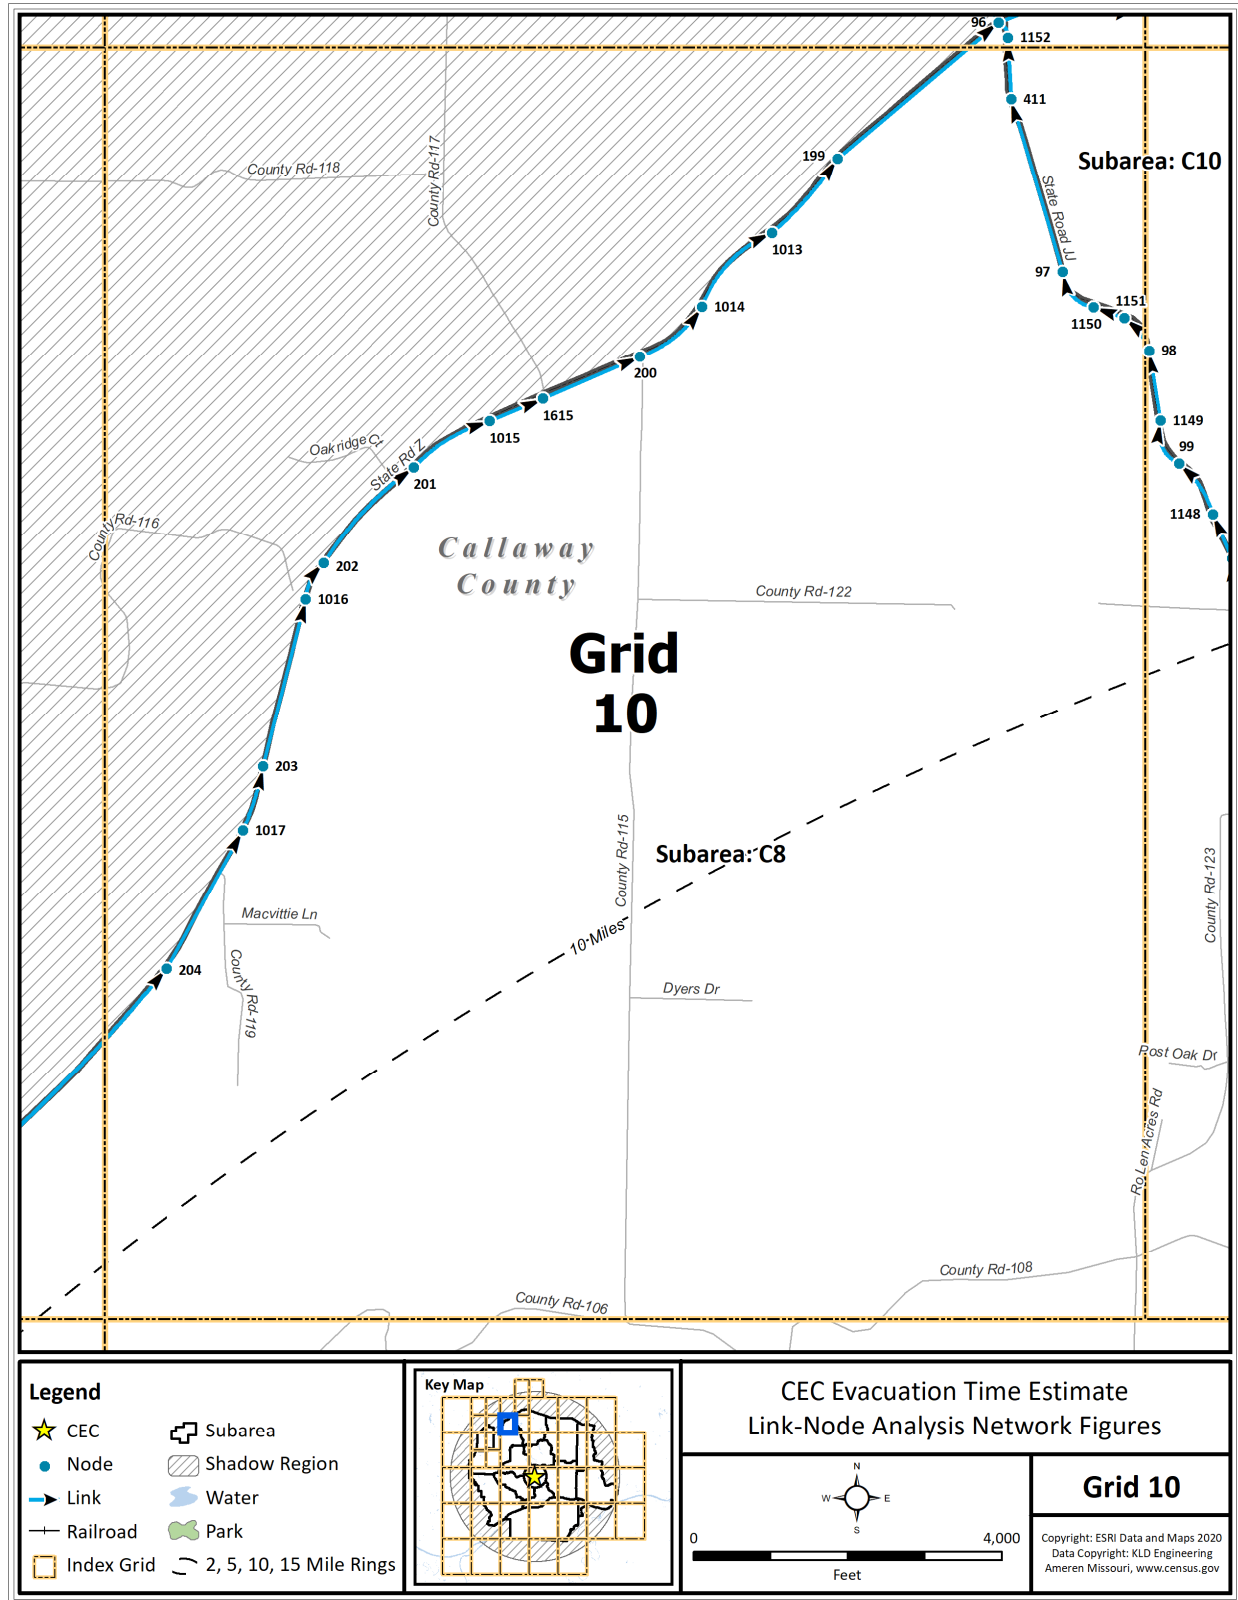 96
1152
411
County Rd-118
County Rd-117
199
Subarea: C10
State Road JJ
1013
97
1014
1151
1150
98
200
1615
1149
1015
Oakridge Ct
State Rd Z
99
201
1148
County Rd-116
Callaway
County
202
1016
County Rd-122
Grid
10
203
1017
County Rd-115
Subarea: C8
County Rd-123
Macvittie Ln
10 Miles
204
County Rd-119
Dyers Dr
Post Oak Dr
Ro Len Acres Rd
County Rd-108
County Rd-106
Legend
CEC
Subarea
Node
Shadow Region
Link
Water
Railroad
Park
Index Grid
2, 5, 10, 15 Mile Rings
Key Map
CEC Evacuation Time Estimate
Link-Node Analysis Network Figures
N
W
E
S
0
4,000
Feet
Grid 10
Copyright: ESRI Data and Maps 2020
Data Copyright: KLD Engineering
Ameren Missouri, www.census.gov